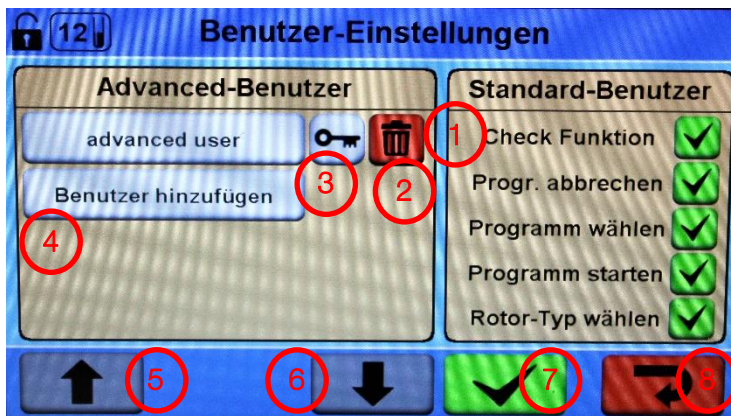 12
Benutzer-Einstellungen
Advanced-Benutzer
advanced user
Benutzer hinzufügen
3
2
4
Standard-Benutzer
1
Check Funktion
Progr. abbrechen
Programm wählen
Programm starten
Rotor-Typ wählen
5
6
7
8